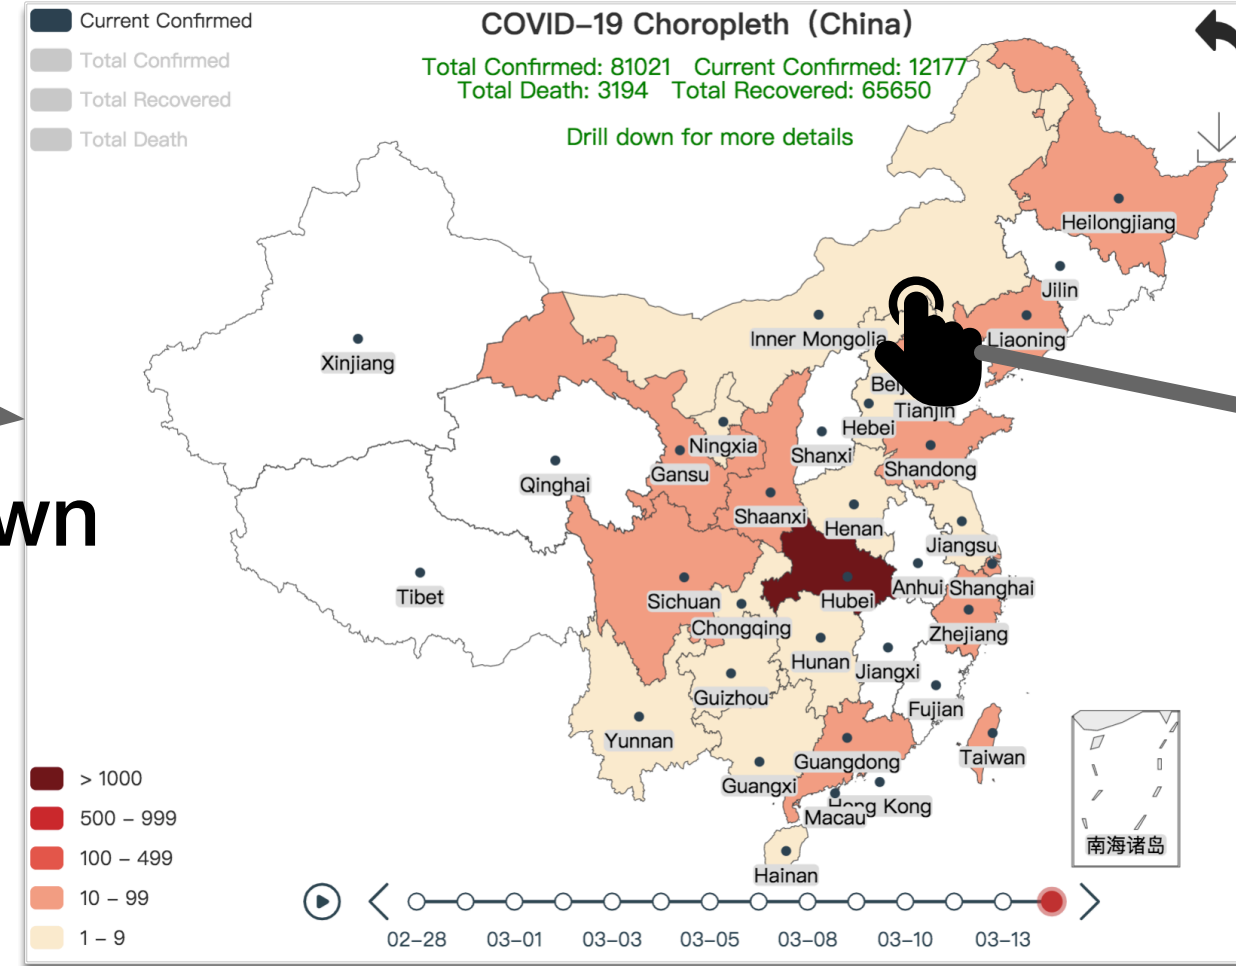 Current Confirmed
Total Confirmed
Total Recovered
Total Death
COVID-19 Choropleth（China）
Total Confirmed: 81021 Current Confirmed: 12177
Total Death: 3194 Total Recovered: 65650
Drill down for more details
Heilongjiang
Jilin
Inner Mongolia
Liaoning
Xinjiang
Tianjin
Hebei
Ningxia
Shanxi
Shandong
Gansu
Qinghai
wn
Shaanxi
Henan
Jiangsu
Tibet
Sichuan
Hubei
Anhui
Shanghai
Chongqing
Zhejiang
Hunan
Jiangxi
Guizhou
Fujian
Yunnan
Guangdong
Taiwan
Guangxi
Hong Kong
Macau
南海诸岛
Hainan
> 1000
500 - 999
100 - 499
10 - 99
1 - 9
02-28 03-01 03-03 03-05 03-08 03-10 03-13